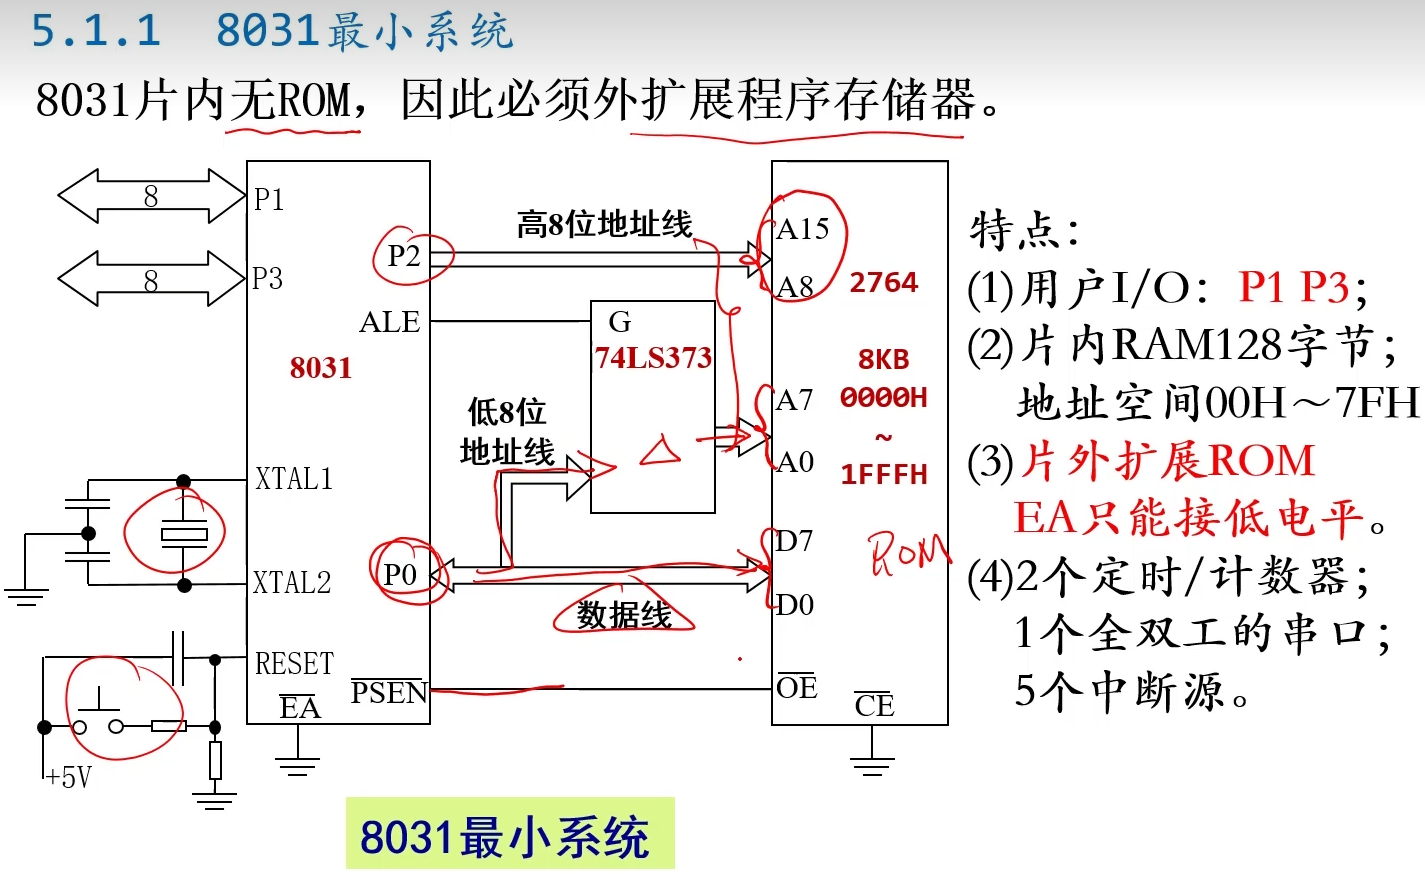 5.1.1 8031最小系统
8031片内无ROM，因此必须外扩展程序存储器。
8
P1
8
P3
8031
XTAL1
XTAL2
RESET
EA
+5V
P2
ALE
P0
PSEN
高8位地址线
G
74LS373
低8位
地址线
数据线
A15
A8
2764
8KB
0000H
~
1FFFH
A7
A0
D7
D0
ROM
OE
CE
特点：
(1)用户I/O：P1 P3；
(2)片内RAM128字节；
地址空间00H～7FH
(3)片外扩展ROM
EA只能接低电平。
(4)2个定时/计数器；
1个全双工的串口；
5个中断源。
8031最小系统